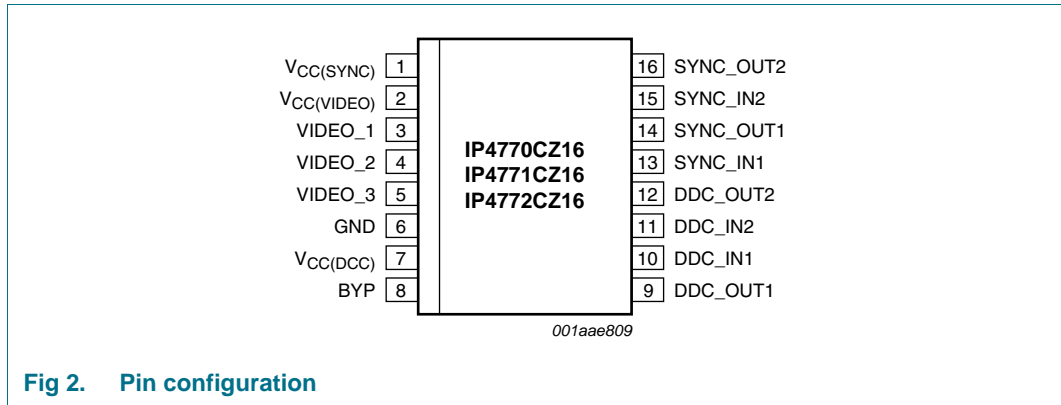 VCC(SYNC) 1
VCC(VIDEO) 2
VIDEO_1 3
VIDEO_2 4
VIDEO_3 5
GND 6
VCC(DCC) 7
BYP 8
IP4770CZ16
IP4771CZ16
IP4772CZ16
16 SYNC_OUT2
15 SYNC_IN2
14 SYNC_OUT1
13 SYNC_IN1
12 DDC_OUT2
11 DDC_IN2
10 DDC_IN1
9 DDC_OUT1
001aae809
Fig 2. Pin configuration